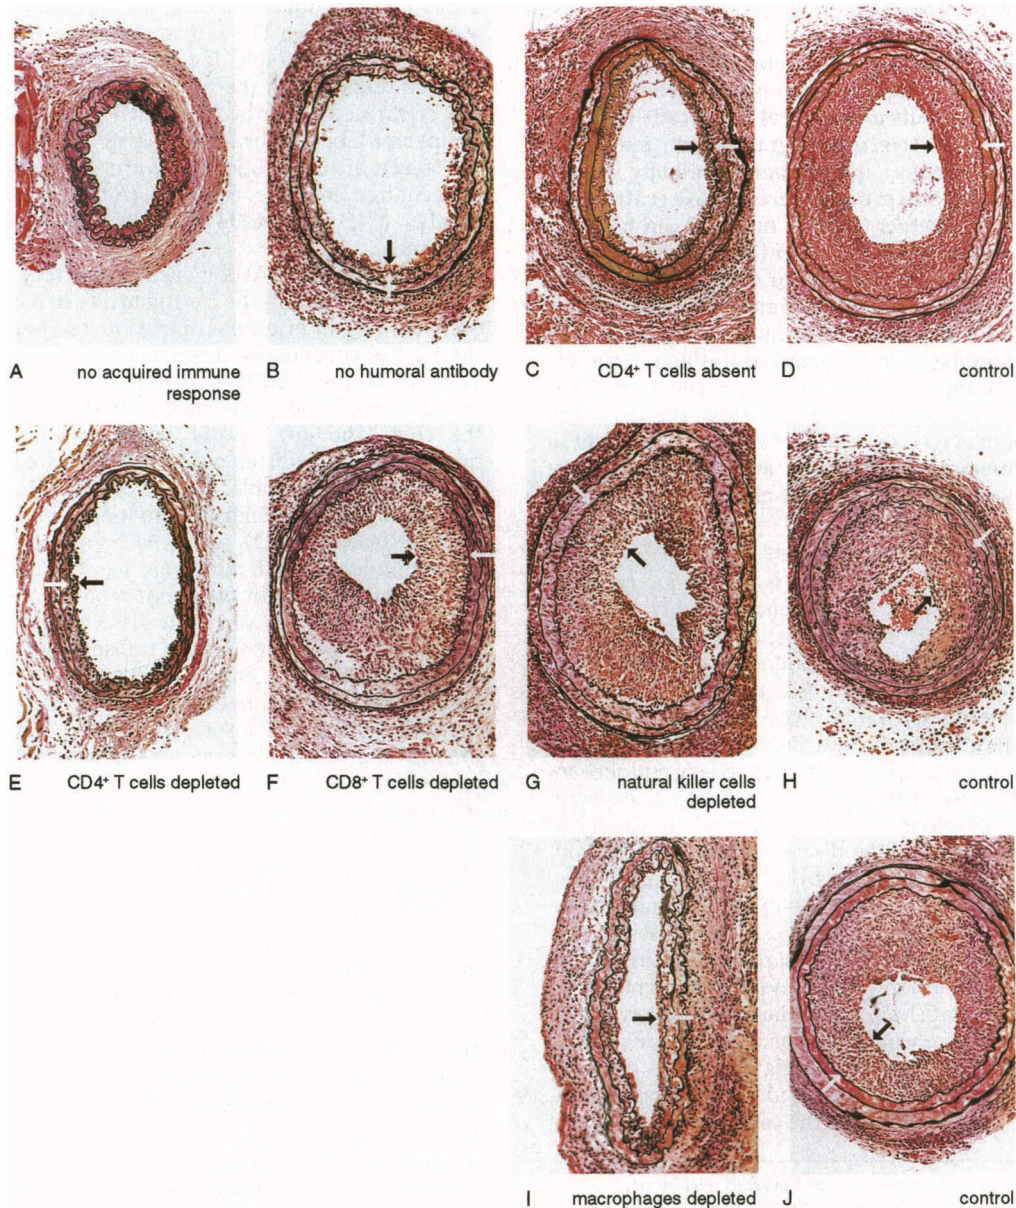 A no acquired immune
response
B no humoral antibody
C CD4⁺ T cells absent
D control
E CD4⁺ T cells depleted
F CD8⁺ T cells depleted
G natural killer cells
depleted
H control
I macrophages depleted
J control